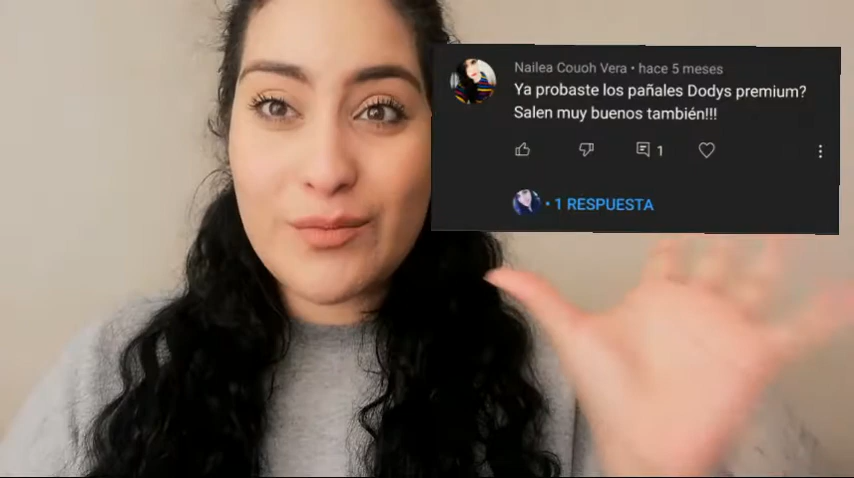 Nailea Couoh Vera • hace 5 meses
Ya probaste los pañales Dodys premium?
Salen muy buenos también!!!
1
• 1 RESPUESTA